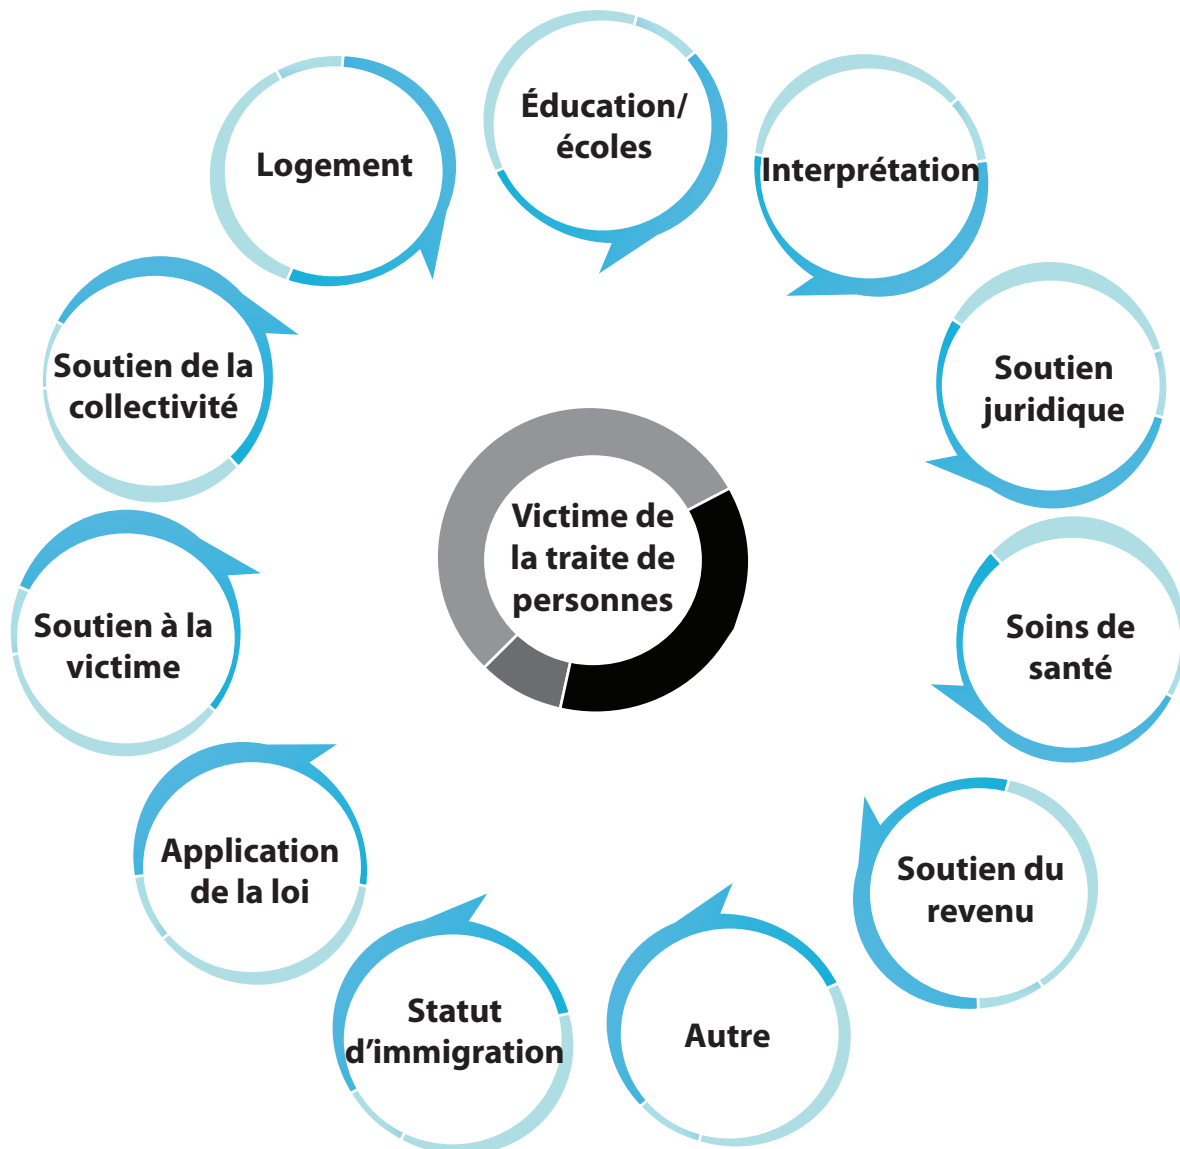 Éducation/
écoles
Interprétation
Soutien
juridique
Soins de
santé
Soutien du
revenu
Autre
Statut
d'immigration
Application
de la loi
Soutien à la
victime
Soutien de la
collectivité
Logement
Victime de
la traite de
personnes